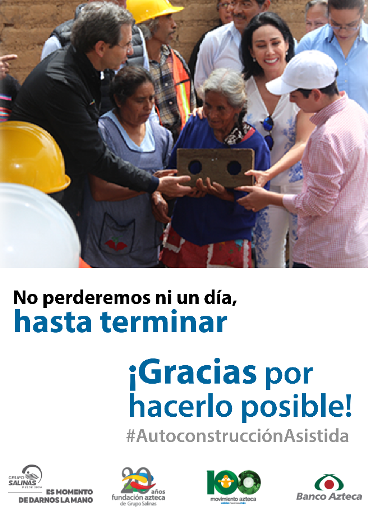 No perderemos ni un día,
hasta terminar
¡Gracias por
hacerlo posible!
#AutoconstrucciónAsistida
GRUPO
SALINAS
ES MOMENTO
DE DARNOS LA MANO
20 años
fundación azteca
de Grupo Salinas
100
movimiento azteca
Banco Azteca